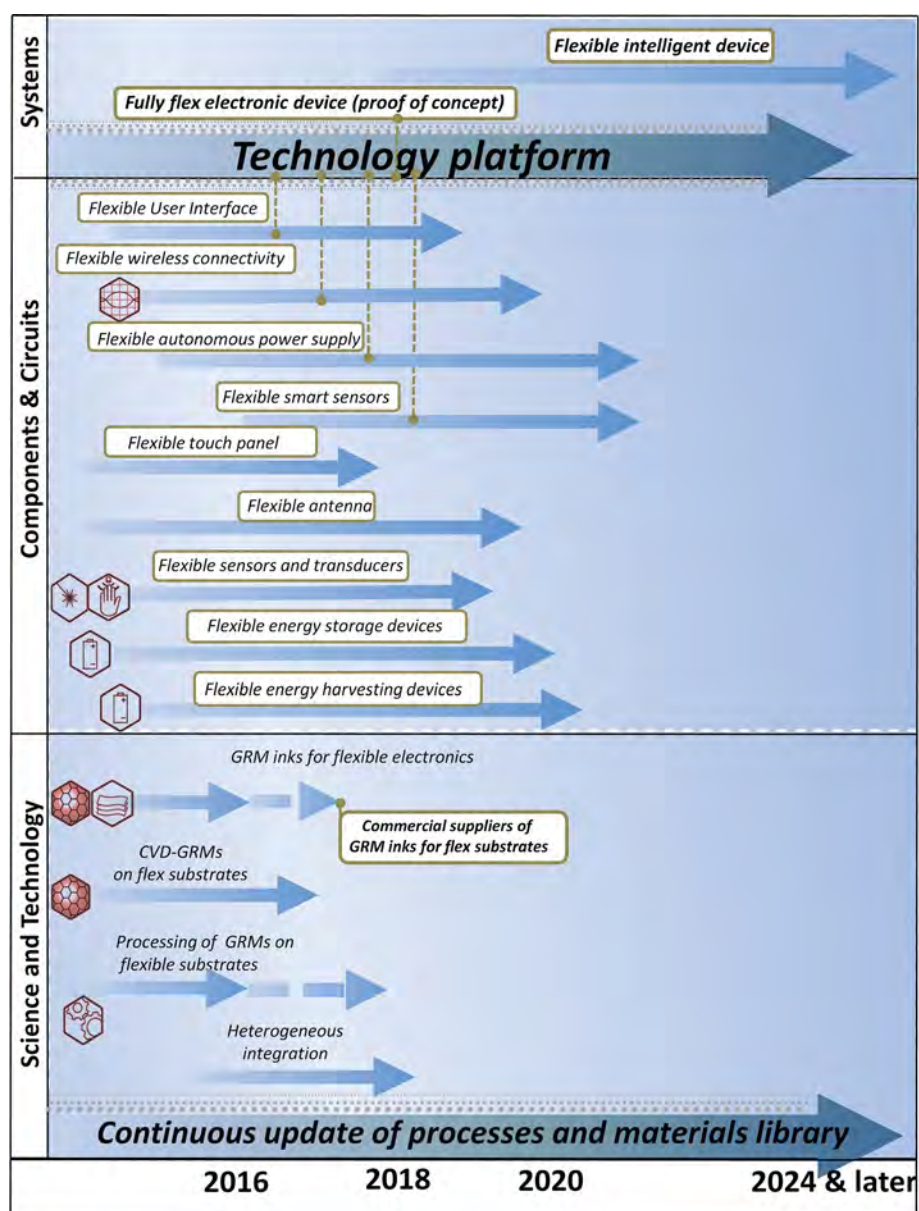 Systems
Flexible intelligent device
Fully flex electronic device (proof of concept)
Technology platform
Components & Circuits
Flexible User Interface
Flexible wireless connectivity
Flexible autonomous power supply
Flexible smart sensors
Flexible touch panel
Flexible antenna
Flexible sensors and transducers
Flexible energy storage devices
Flexible energy harvesting devices
Science and Technology
GRM inks for flexible electronics
Commercial suppliers of
GRM inks for flex substrates
CVD-GRMs
on flex substrates
Processing of GRMs on
flexible substrates
Heterogeneous
integration
Continuous update of processes and materials library
2016
2018
2020
2024 & later